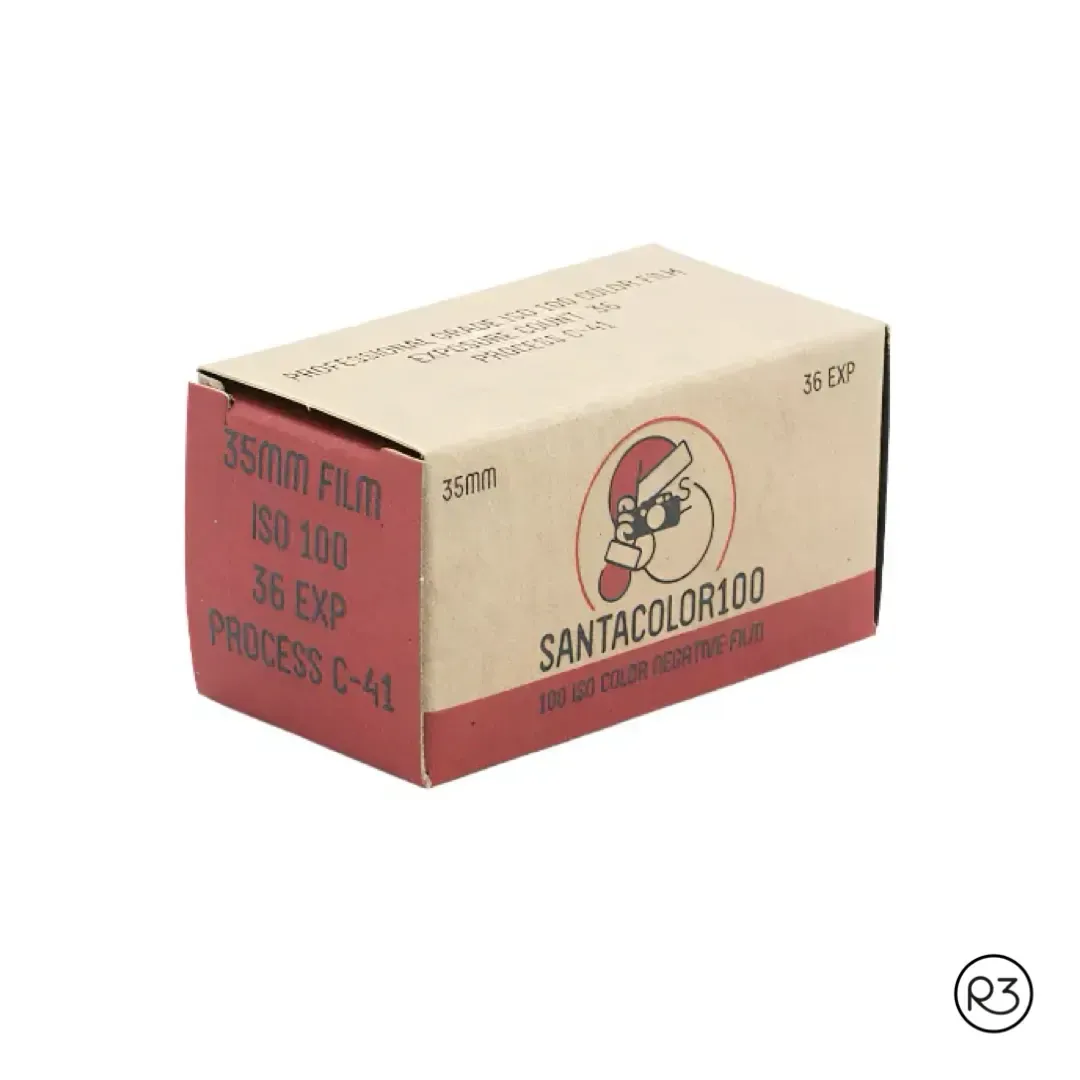 PROFESSIONAL GRADE ISO 100 COLOR FILM
EXPOSURE COUNT 36
PROCESS C-41
35MM FILM
ISO 100
36 EXP
PROCESS C-41
35MM
36 EXP
SANTACOLOR100
100 ISO COLOR NEGATIVE FILM
R3